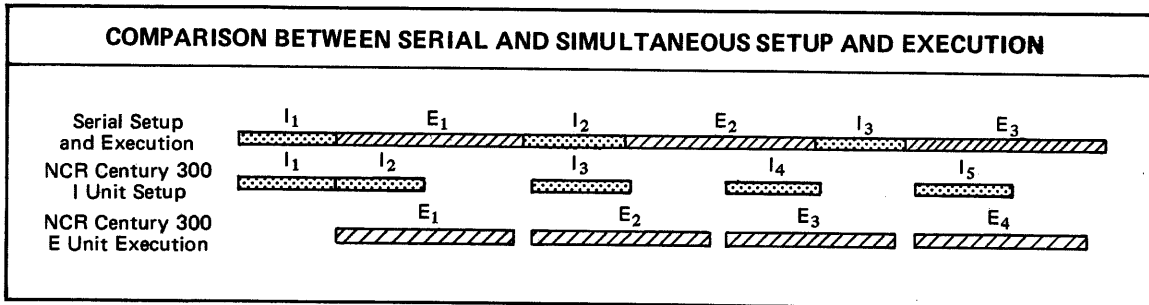 COMPARISON BETWEEN SERIAL AND SIMULTANEOUS SETUP AND EXECUTION
Serial Setup
and Execution
I1 E1 I2 E2 I3 E3
NCR Century 300
I Unit Setup
I1 I2 I3 I4 I5
NCR Century 300
E Unit Execution
E1 E2 E3 E4